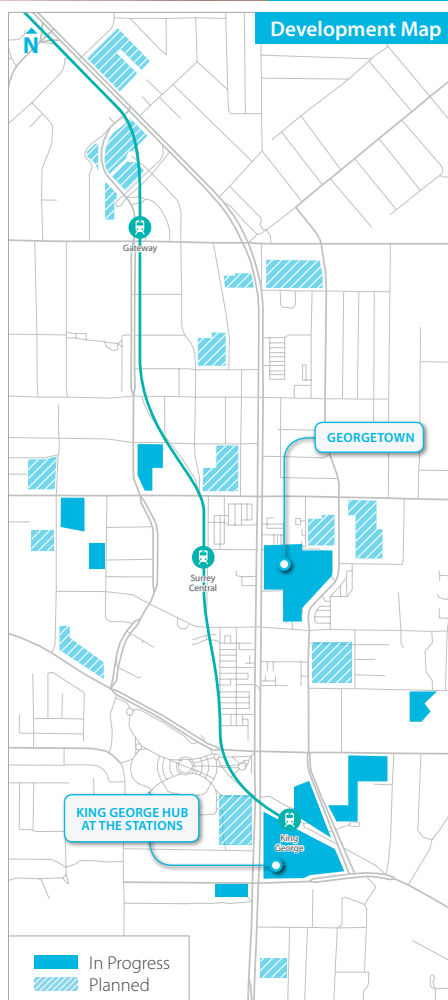 Development Map
N
Gateway
GEORGETOWN
Surrey
Central
KING GEORGE HUB
AT THE STATIONS
King
George
In Progress
Planned